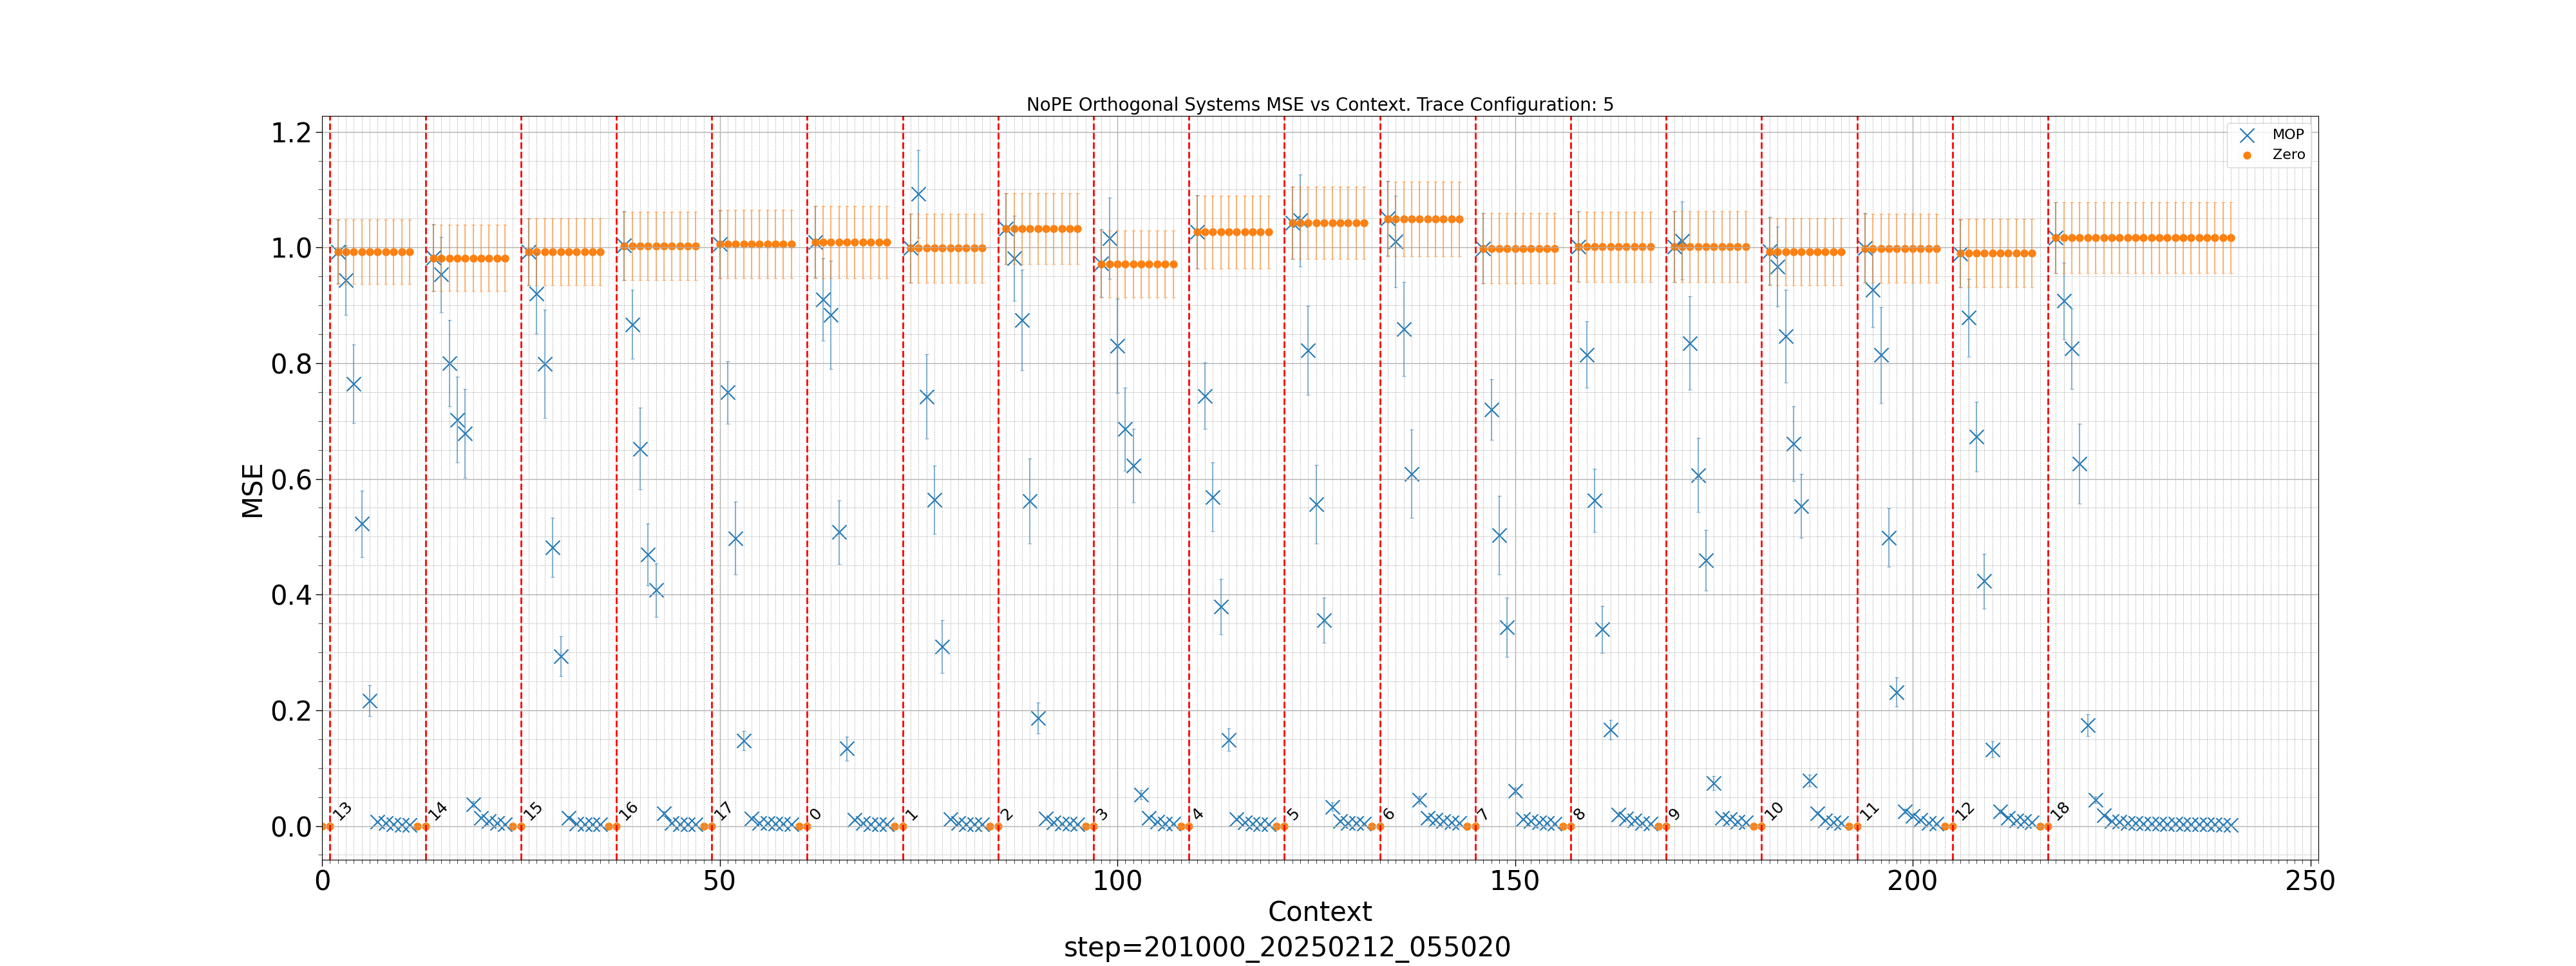 NoPE Orthogonal Systems MSE vs Context. Trace Configuration: 5
MOP
Zero
MSE
1.2
1.0
0.8
0.6
0.4
0.2
0.0
13 14 15 16 17 0 1 2 3 4 5 6 7 8 9 10 11 12 18
0 50 100 150 200 250
Context
step=201000_20250212_055020